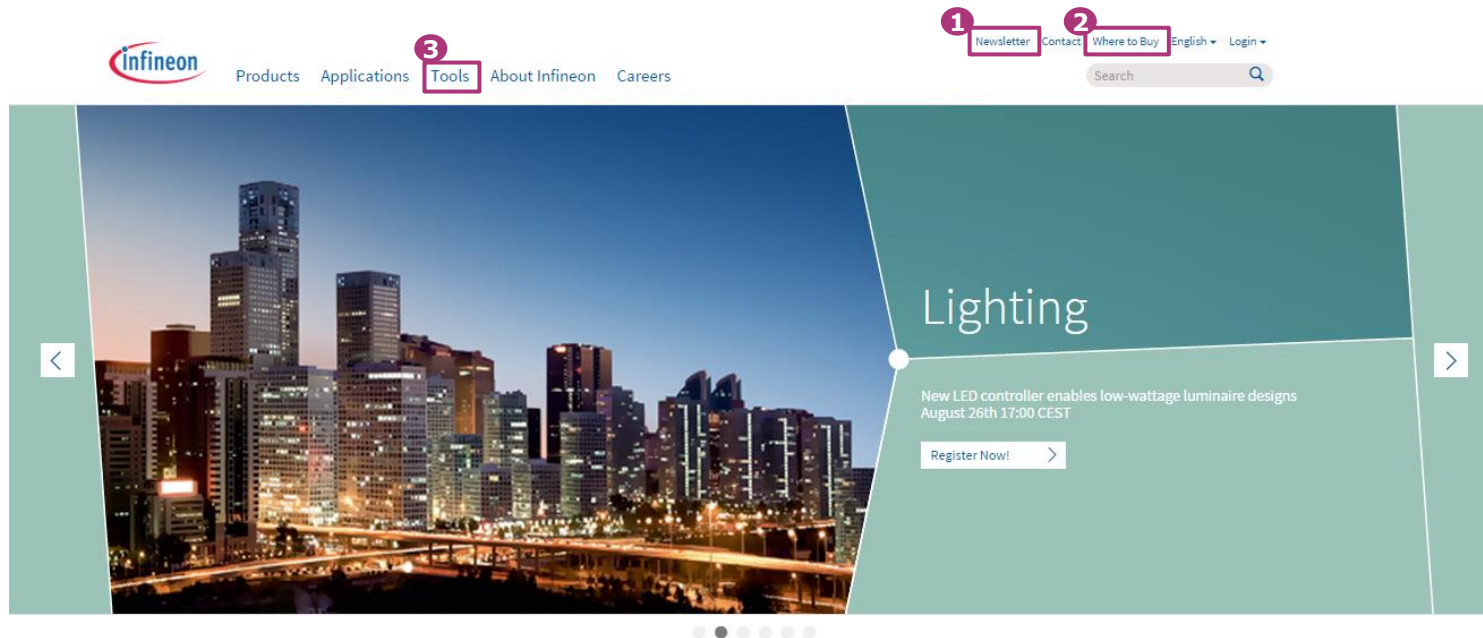 1 2
Newsletter Contact Where to Buy English Login
3
infineon
Products Applications Tools About Infineon Careers
Search
Lighting
New LED controller enables low-wattage luminaire designs
August 26th 17:00 CEST
Register Now!